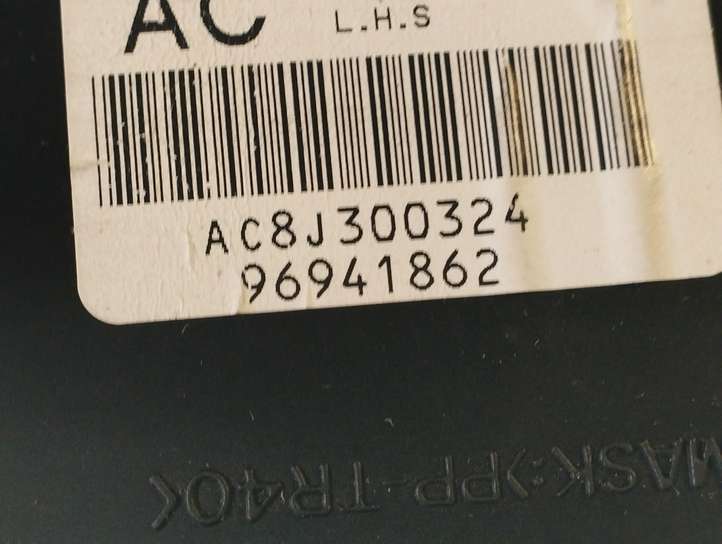 AC
L.H.S
AC8J300324
96941862
MASK:>PP-TR40<